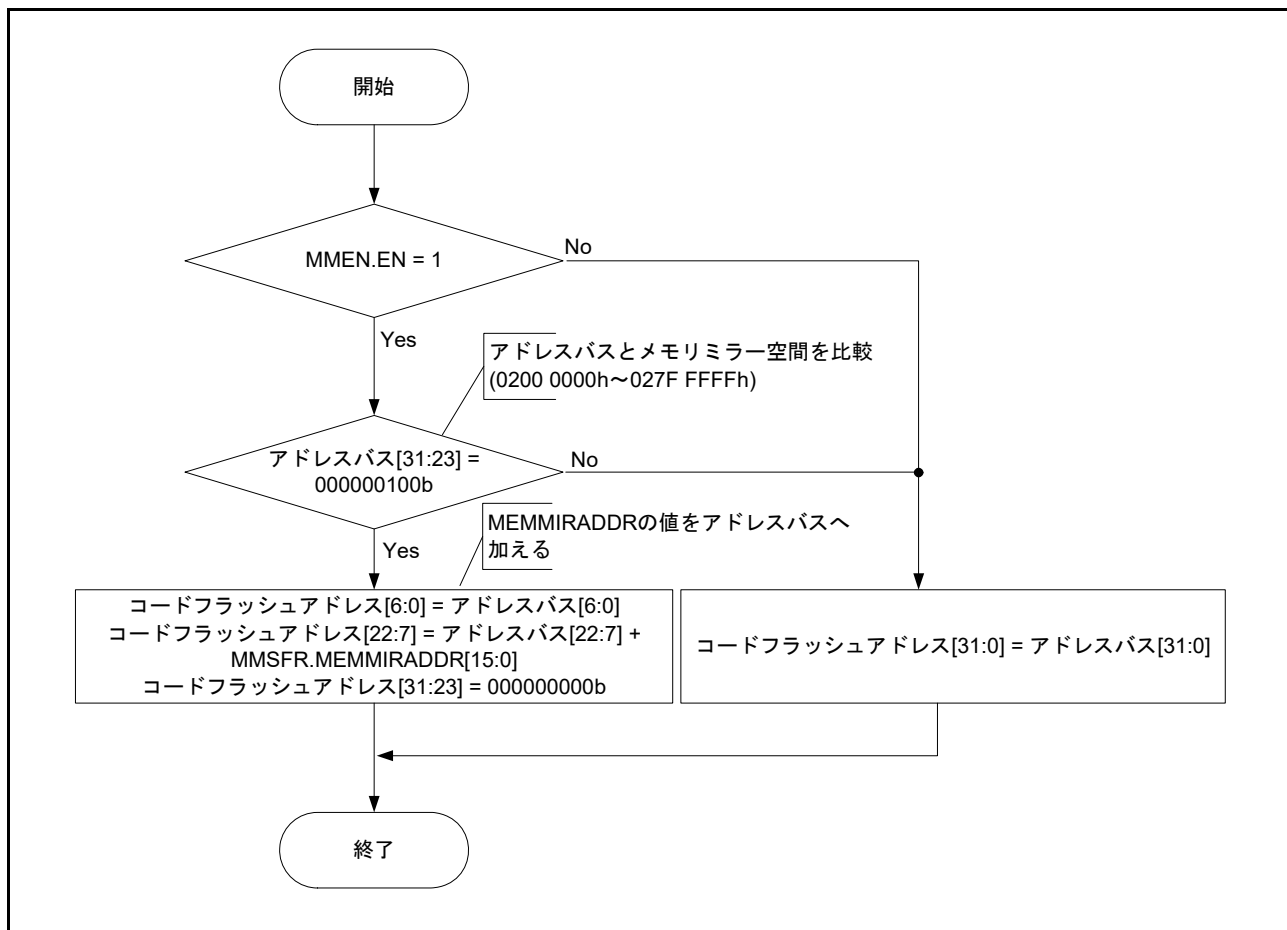 開始
MMEN.EN = 1
No
Yes
アドレスバスとメモリミラー空間を比較
(0200 0000h～027F FFFFh)
アドレスバス[31:23] =
000000100b
No
Yes
MEMMIRADDRの値をアドレスバスへ
加える
コードフラッシュアドレス[6:0] = アドレスバス[6:0]
コードフラッシュアドレス[22:7] = アドレスバス[22:7] +
MMSFR.MEMMIRADDR[15:0]
コードフラッシュアドレス[31:23] = 000000000b
コードフラッシュアドレス[31:0] = アドレスバス[31:0]
終了